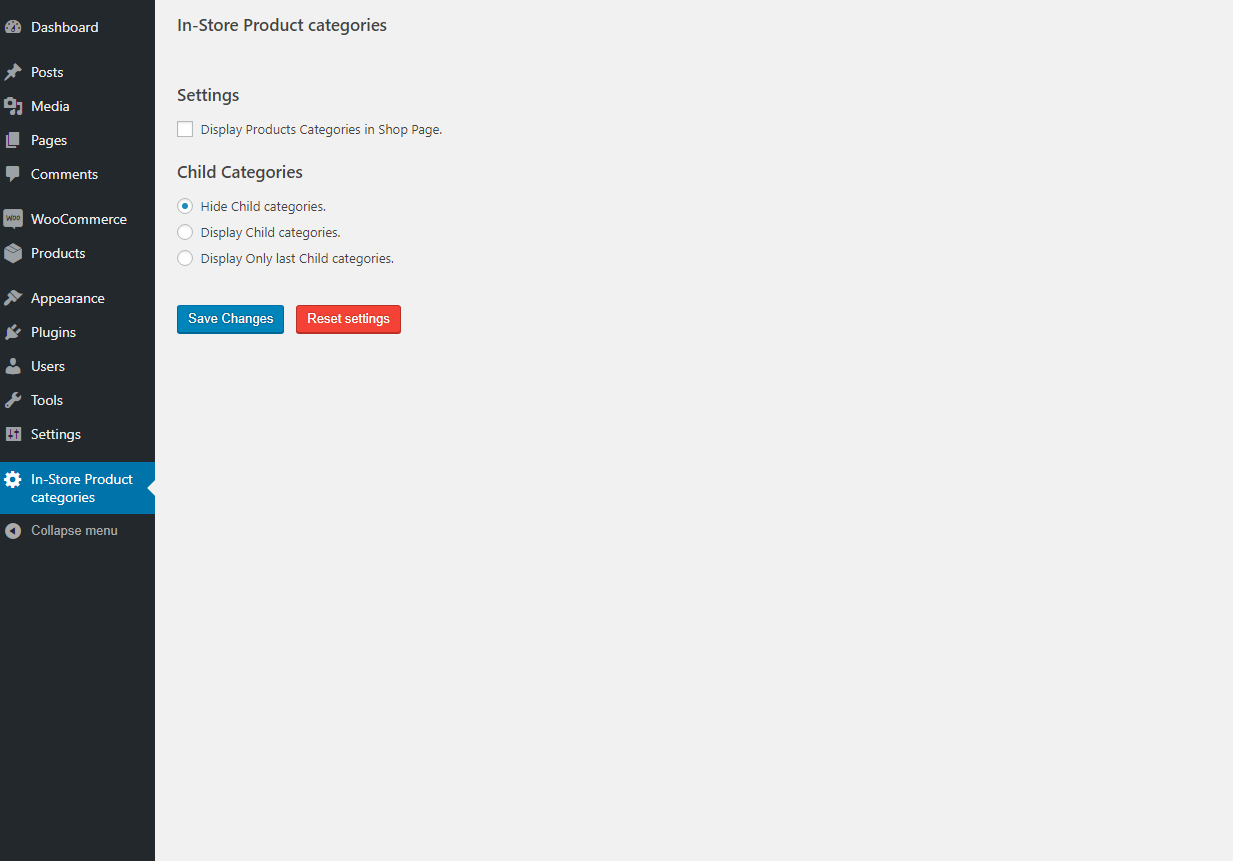 Dashboard
Posts
Media
Pages
Comments
WOO
WooCommerce
Products
Appearance
Plugins
Users
Tools
Settings
In-Store Product
categories
Collapse menu
In-Store Product categories
Settings
Display Products Categories in Shop Page.
Child Categories
Hide Child categories.
Display Child categories.
Display Only last Child categories.
Save Changes
Reset settings